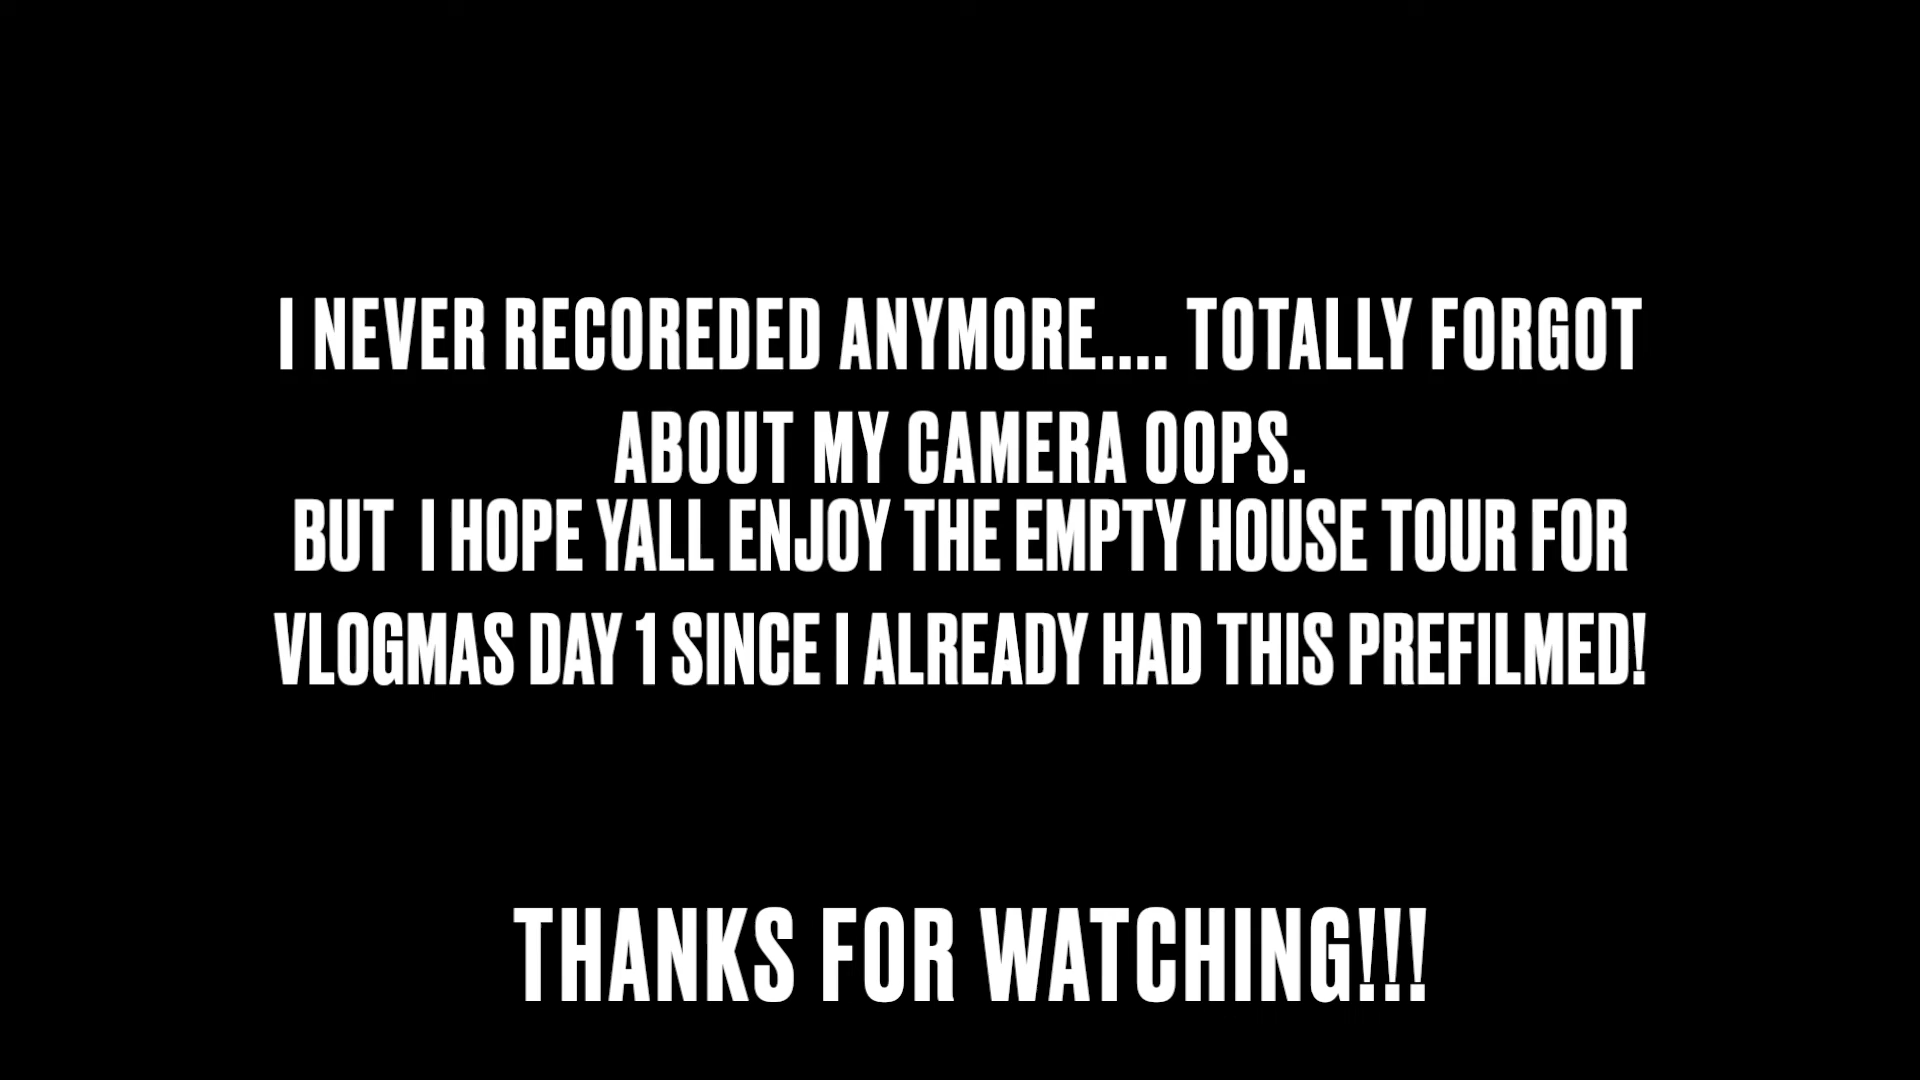 I NEVER RECOREDED ANYMORE.... TOTALLY FORGOT
ABOUT MY CAMERA OOPS.
BUT  I HOPE YALL ENJOY THE EMPTY HOUSE TOUR FOR
VLOGMAS DAY 1 SINCE I ALREADY HAD THIS PREFILMED!
THANKS FOR WATCHING!!!